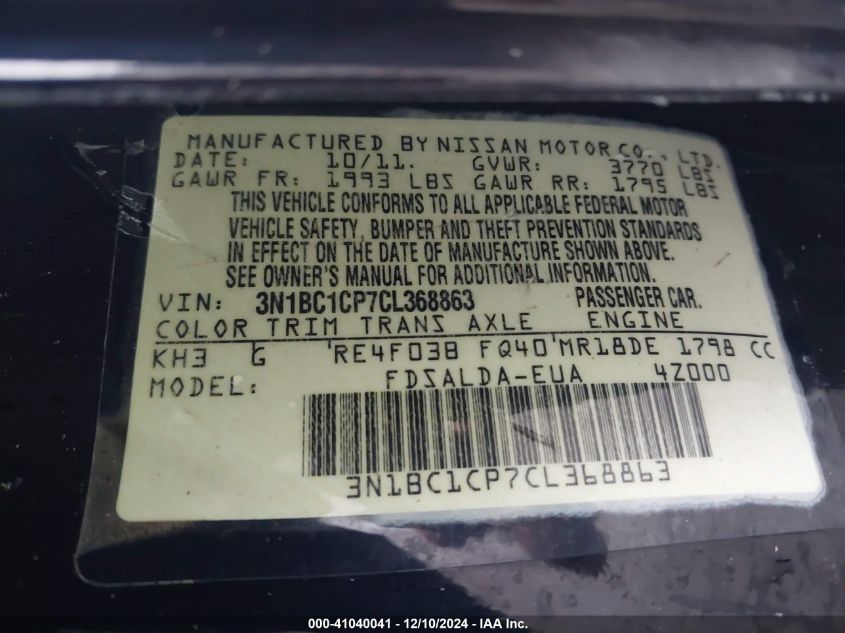 MANUFACTURED BY NISSAN MOTOR CO., LTD.
DATE: 10/11. GVWR: 3770 LBS
GAWR FR: 1993 LBS GAWR RR: 1795 LBS
THIS VEHICLE CONFORMS TO ALL APPLICABLE FEDERAL MOTOR
VEHICLE SAFETY, BUMPER AND THEFT PREVENTION STANDARDS
IN EFFECT ON THE DATE OF MANUFACTURE SHOWN ABOVE.
SEE OWNER'S MANUAL FOR ADDITIONAL INFORMATION.
VIN: 3N1BC1CP7CL368863 PASSENGER CAR.
COLOR TRIM TRANS AXLE ENGINE
KH3 G RE4F03B FQ40 MR18DE 1798 CC
MODEL: FDSALDA-EUA 4Z000
3N1BC1CP7CL368863
000-41040041 - 12/10/2024 - IAA Inc.